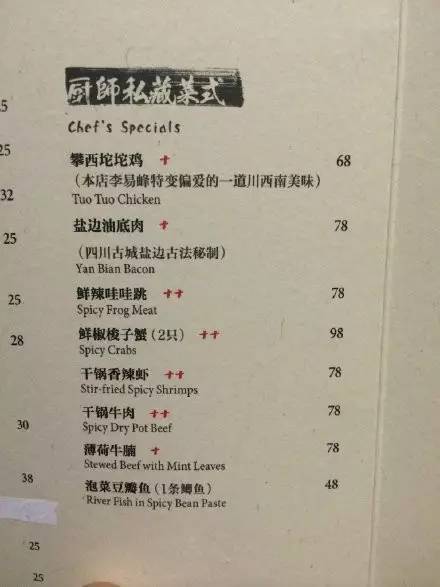 厨師私藏菜式
Chef's Specials
攀西坨坨鸡 68
（本店李易峰特变偏爱的一道川西南美味）
Tuo Tuo Chicken
盐边油底肉 78
（四川古城盐边古法秘制）
Yan Bian Bacon
鲜辣哇哇跳 78
Spicy Frog Meat
鲜椒梭子蟹（2只） 98
Spicy Crabs
干锅香辣虾 78
Stir-fried Spicy Shrimps
干锅牛肉 78
Spicy Dry Pot Beef
薄荷牛腩 78
Stewed Beef with Mint Leaves
泡菜豆瓣鱼（1条鲫鱼） 48
River Fish in Spicy Bean Paste
25
32
25
25
28
30
38
25
25